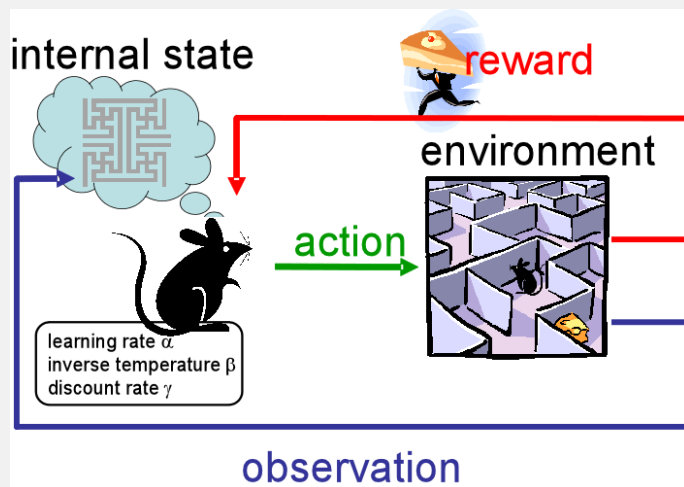 internal state
reward
environment
action
learning rate α
inverse temperature β
discount rate γ
observation